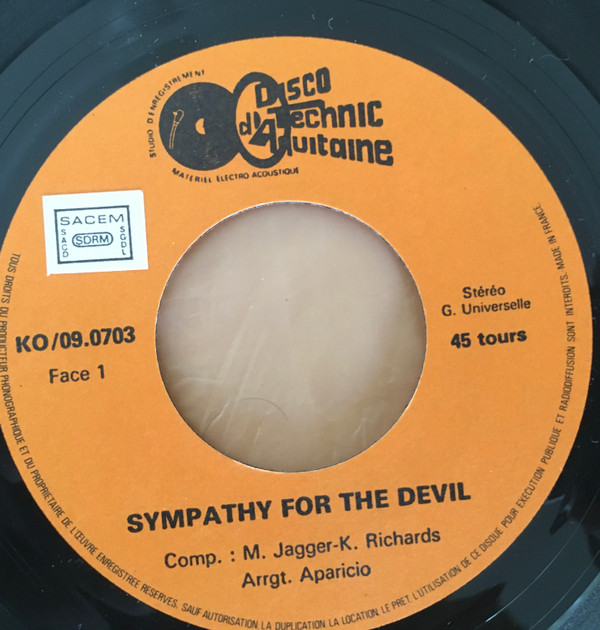 STUDIO D'ENREGISTREMENT
DISCO
d'Technic
Aquitaine
MATERIEL ELECTRO ACOUSTIQUE
SACEM
SACD
SDRM
SGDL
KO/09.0703
Face 1
Stéréo
G. Universelle
45 tours
SYMPATHY FOR THE DEVIL
Comp. : M. Jagger-K. Richards
Arrgt. Aparicio
TOUS DROITS DU PRODUCTEUR PHONOGRAPHIQUE ET DU PROPRIETAIRE DE L'ŒUVRE ENREGISTREE RESERVES. SAUF AUTORISATION LA DUPLICATION LA LOCATION LE PRET, L'UTILISATION DE CE DISQUE POUR EXECUTION PUBLIQUE ET RADIODIFFUSION SONT INTERDITS. MADE IN FRANCE.